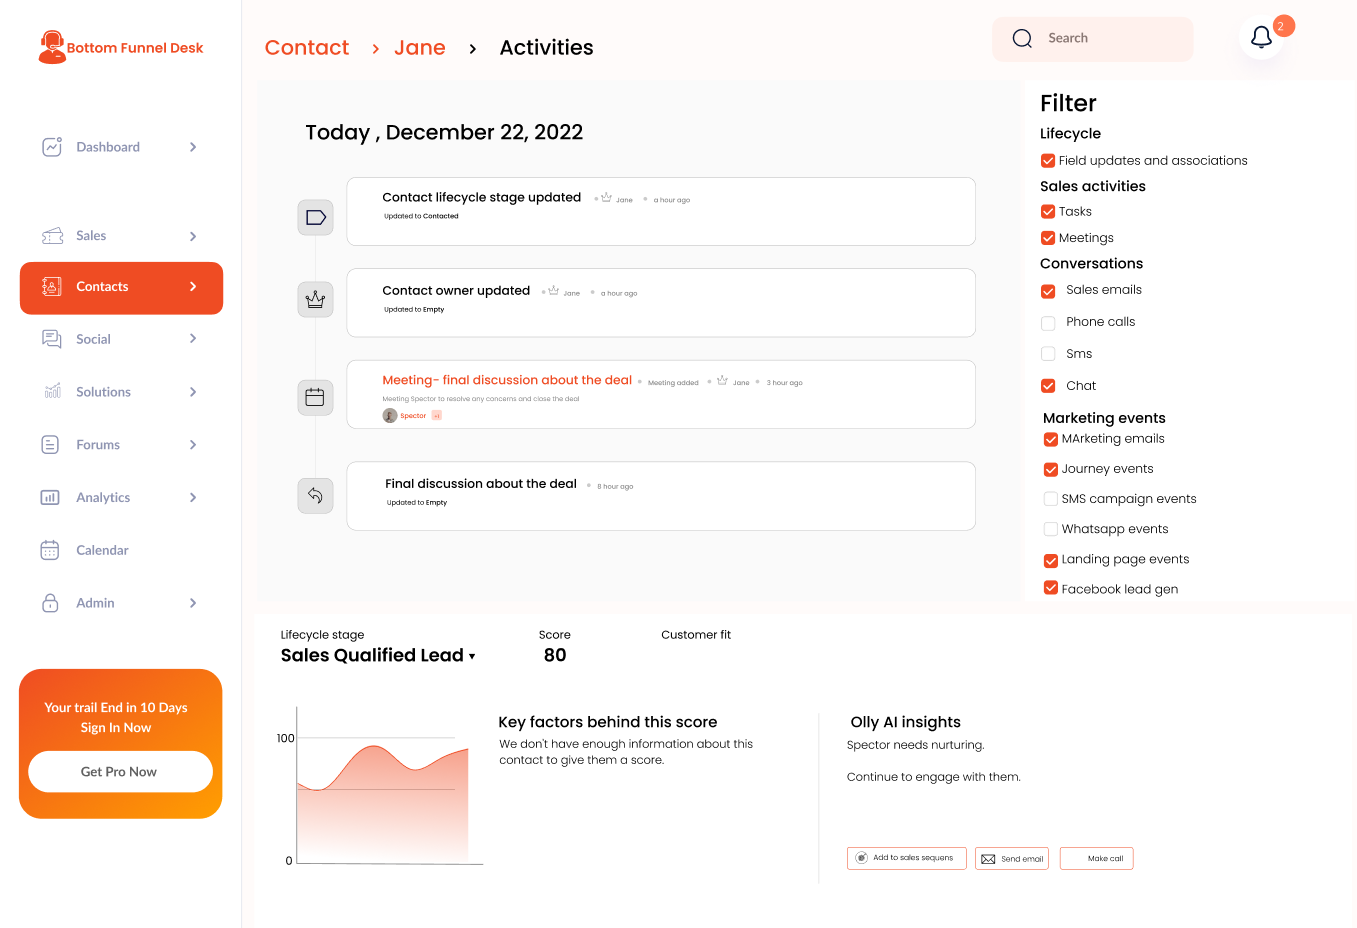 Bottom Funnel Desk
Contact > Jane > Activities
Search
2
Dashboard
Sales
Contacts
Social
Solutions
Forums
Analytics
Calendar
Admin
Your trail End in 10 Days
Sign In Now
Get Pro Now
Today , December 22, 2022
Contact lifecycle stage updated Jane a hour ago
Updated to Contacted
Contact owner updated Jane a hour ago
Updated to Empty
Meeting- final discussion about the deal Meeting added Jane 3 hour ago
Meeting Spector to resolve any concerns and close the deal
Spector +1
Final discussion about the deal 8 hour ago
Updated to Empty
Filter
Lifecycle
Field updates and associations
Sales activities
Tasks
Meetings
Conversations
Sales emails
Phone calls
Sms
Chat
Marketing events
MArketing emails
Journey events
SMS campaign events
Whatsapp events
Landing page events
Facebook lead gen
Lifecycle stage
Sales Qualified Lead
Score
80
Customer fit
100
0
Key factors behind this score
We don't have enough information about this
contact to give them a score.
Olly AI insights
Spector needs nurturing.
Continue to engage with them.
Add to sales sequens
Send email
Make call